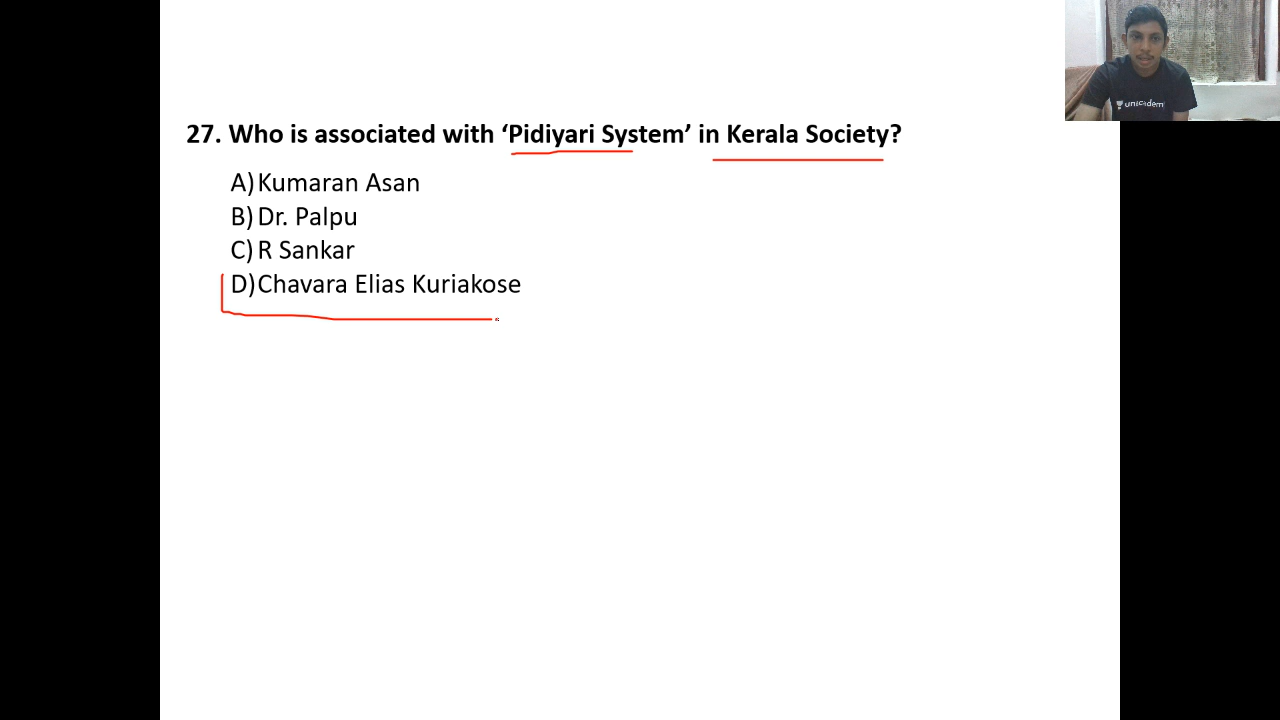 27. Who is associated with ‘Pidiyari System’ in Kerala Society?
A) Kumaran Asan
B) Dr. Palpu
C) R Sankar
D) Chavara Elias Kuriakose